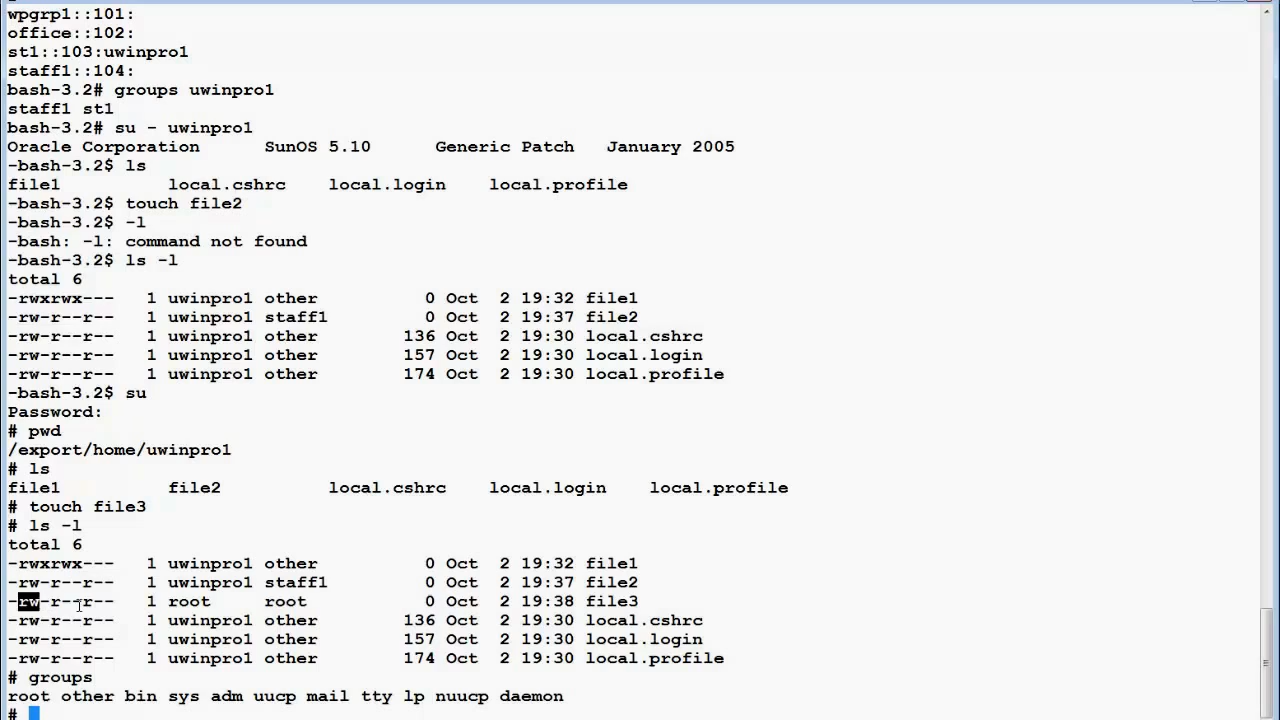 wpgrp1::101:
office::102:
st1::103:uwinpro1
staff1::104:
bash-3.2# groups uwinpro1
staff1 st1
bash-3.2# su - uwinpro1
Oracle Corporation      SunOS 5.10      Generic Patch   January 2005
-bash-3.2$ ls
file1          local.cshrc    local.login    local.profile
-bash-3.2$ touch file2
-bash-3.2$ -l
-bash: -l: command not found
-bash-3.2$ ls -l
total 6
-rwxrwx---   1 uwinpro1 other          0 Oct  2 19:32 file1
-rw-r--r--   1 uwinpro1 staff1         0 Oct  2 19:37 file2
-rw-r--r--   1 uwinpro1 other        136 Oct  2 19:30 local.cshrc
-rw-r--r--   1 uwinpro1 other        157 Oct  2 19:30 local.login
-rw-r--r--   1 uwinpro1 other        174 Oct  2 19:30 local.profile
-bash-3.2$ su
Password:
# pwd
/export/home/uwinpro1
# ls
file1          file2          local.cshrc    local.login    local.profile
# touch file3
# ls -l
total 6
-rwxrwx---   1 uwinpro1 other          0 Oct  2 19:32 file1
-rw-r--r--   1 uwinpro1 staff1         0 Oct  2 19:37 file2
-rw-r--r--   1 root     root           0 Oct  2 19:38 file3
-rw-r--r--   1 uwinpro1 other        136 Oct  2 19:30 local.cshrc
-rw-r--r--   1 uwinpro1 other        157 Oct  2 19:30 local.login
-rw-r--r--   1 uwinpro1 other        174 Oct  2 19:30 local.profile
# groups
root other bin sys adm uucp mail tty lp nuucp daemon
#